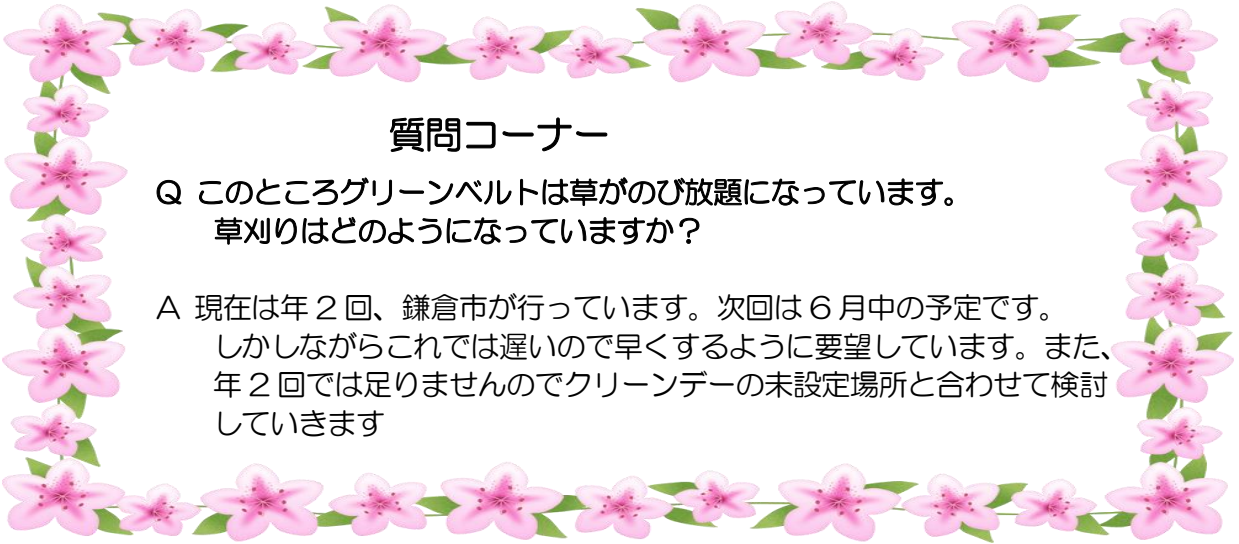 質問コーナー
Q このところグリーンベルトは草がのび放題になっています。
草刈りはどのようになっていますか？
A 現在は年２回、鎌倉市が行っています。次回は６月中の予定です。
しかしながらこれでは遅いので早くするように要望しています。また、
年２回では足りませんのでクリーンデーの未設定場所と合わせて検討
していきます